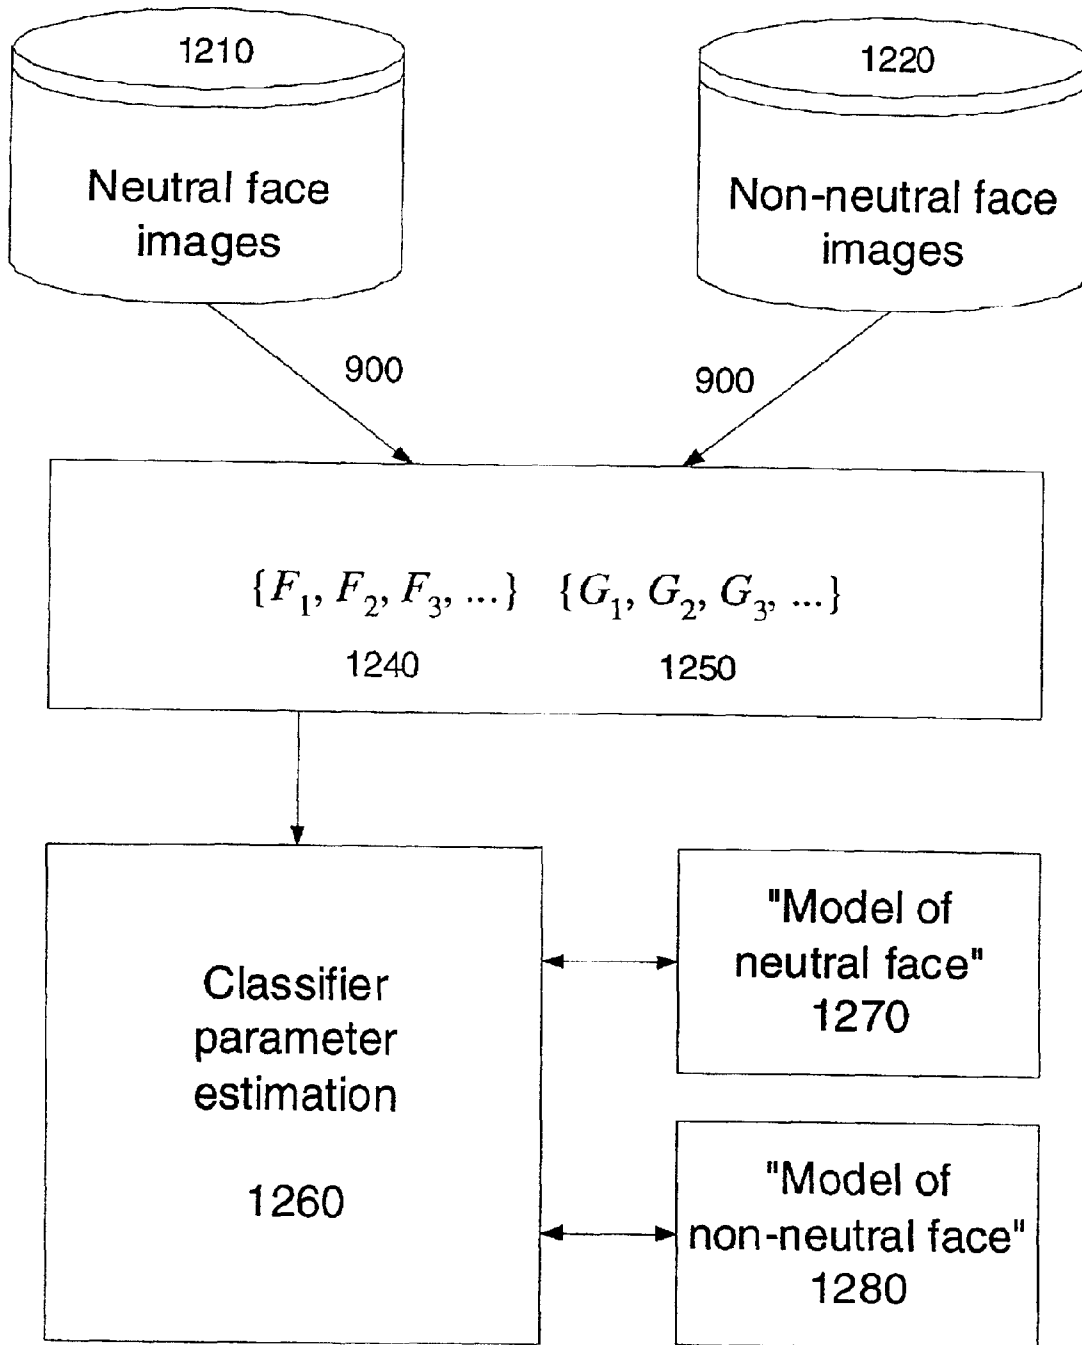 1210
Neutral face
images
1220
Non-neutral face
images
900
900
{F₁, F₂, F₃, ...} {G₁, G₂, G₃, ...}
1240
1250
Classifier
parameter
estimation
1260
"Model of
neutral face"
1270
"Model of
non-neutral face"
1280